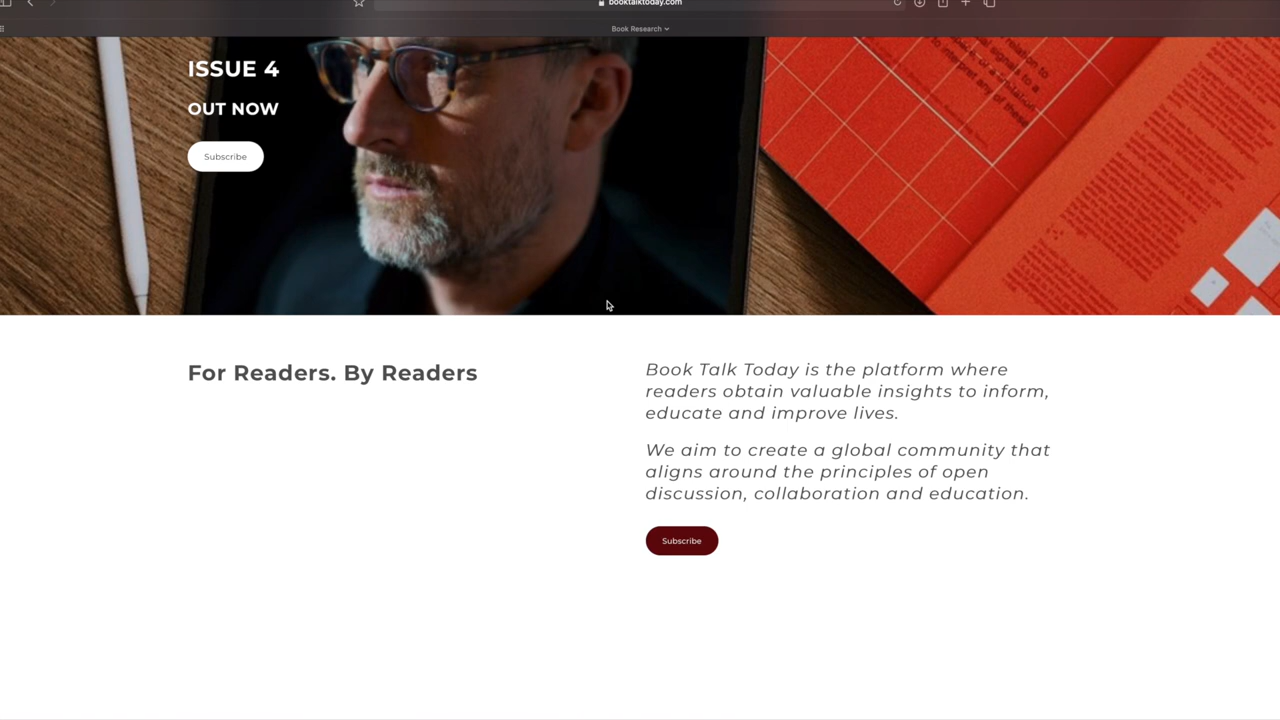 booktalktoday.com
Book Research
ISSUE 4
OUT NOW
Subscribe
For Readers. By Readers
Book Talk Today is the platform where
readers obtain valuable insights to inform,
educate and improve lives.
We aim to create a global community that
aligns around the principles of open
discussion, collaboration and education.
Subscribe